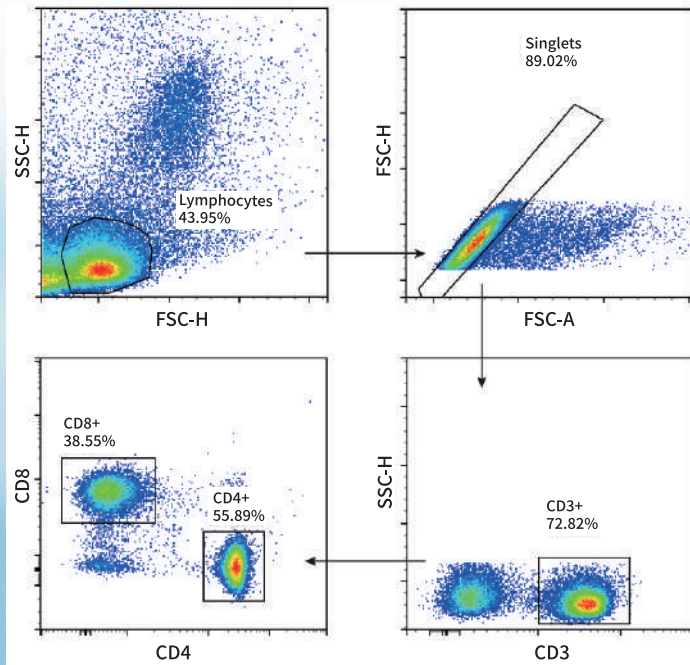 SSC-H
Lymphocytes
43.95%
FSC-H
FSC-H
Singlets
89.02%
FSC-A
CD8
CD8+
38.55%
CD4+
55.89%
CD4
SSC-H
CD3+
72.82%
CD3